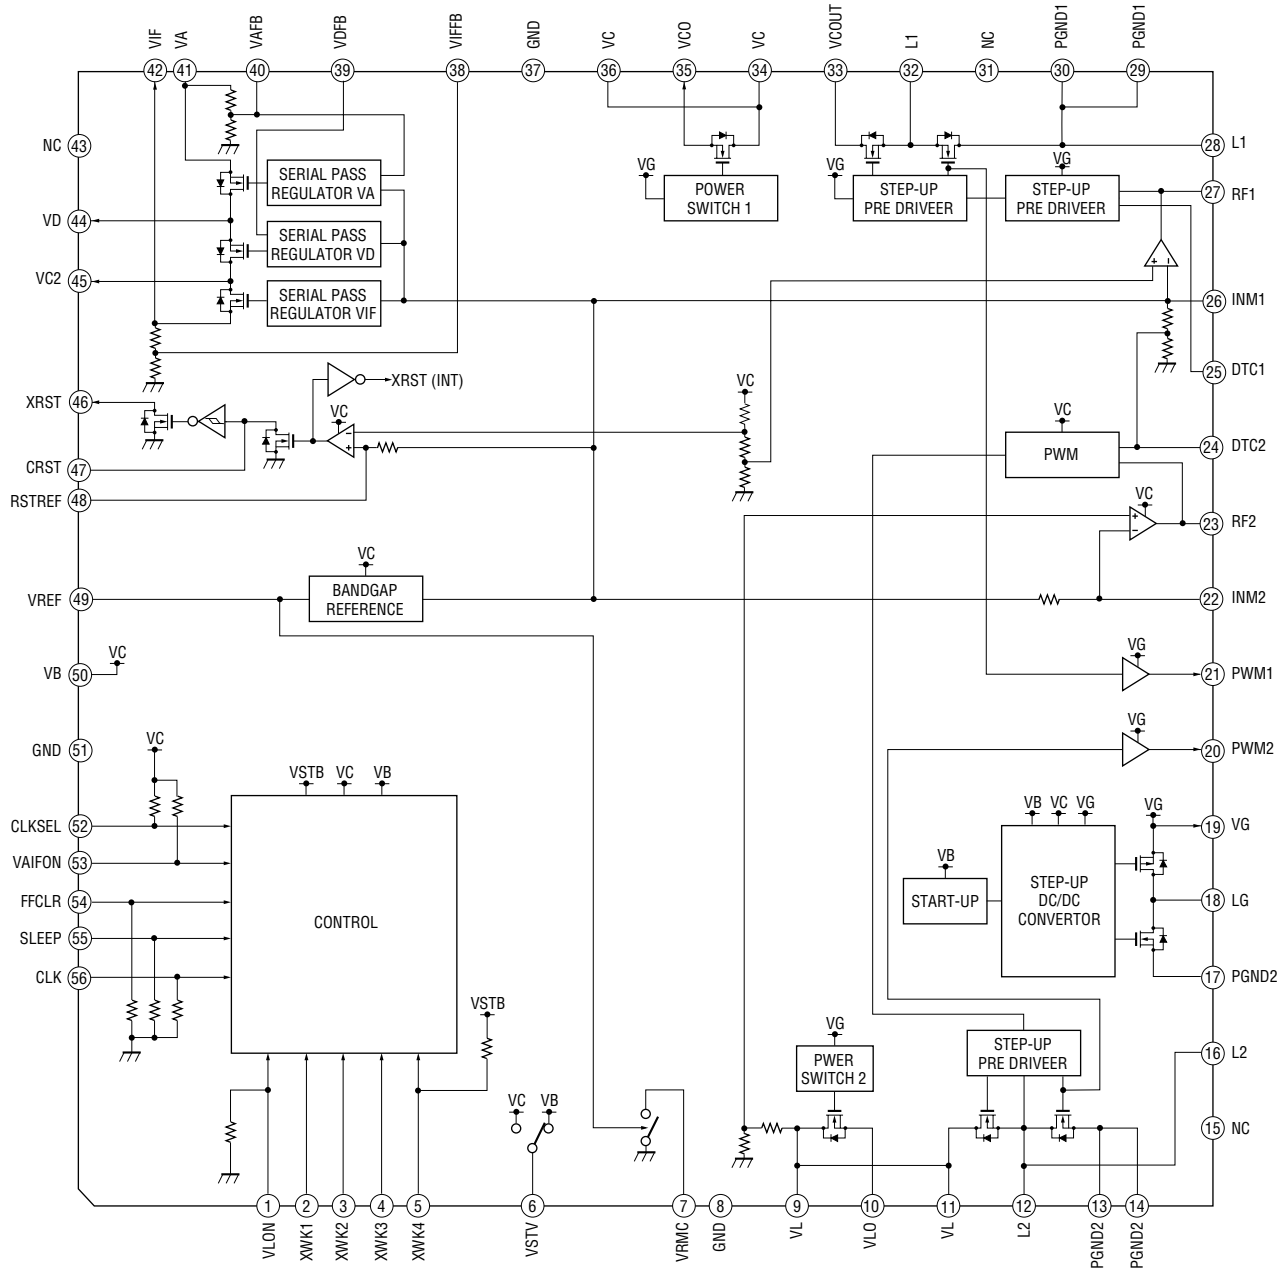 VIF
VA
VAFB
VDFB
VIFFB
GND
VC
VCO
VC
VCOUT
L1
NC
PGND1
PGND1
42
41
40
39
38
37
36
35
34
33
32
31
30
29
NC 43
28 L1
SERIAL PASS
REGULATOR VA
VG
POWER
SWITCH 1
VG
STEP-UP
PRE DRIVEER
VG
STEP-UP
PRE DRIVEER
27 RF1
VD 44
SERIAL PASS
REGULATOR VD
+ –
VC2 45
SERIAL PASS
REGULATOR VIF
26 INM1
XRST (INT)
VC
25 DTC1
XRST 46
VC
–
+
VC
PWM
24 DTC2
CRST 47
RSTREF 48
VC
+
–
23 RF2
VC
BANDGAP
REFERENCE
VREF 49
22 INM2
VB 50
VC
VG
21 PWM1
GND 51
VC
VG
20 PWM2
VSTB
VC
VB
VB
VC
VG
VG
CLKSEL 52
19 VG
VAIFON 53
VB
START-UP
STEP-UP
DC/DC
CONVERTOR
FFCLR 54
CONTROL
18 LG
SLEEP 55
CLK 56
17 PGND2
VSTB
VG
PWER
SWITCH 2
STEP-UP
PRE DRIVEER
16 L2
VC
VB
15 NC
1
2
3
4
5
6
7
8
9
10
11
12
13
14
VLON
XWK1
XWK2
XWK3
XWK4
VSTV
VRMC
GND
VL
VLO
VL
L2
PGND2
PGND2